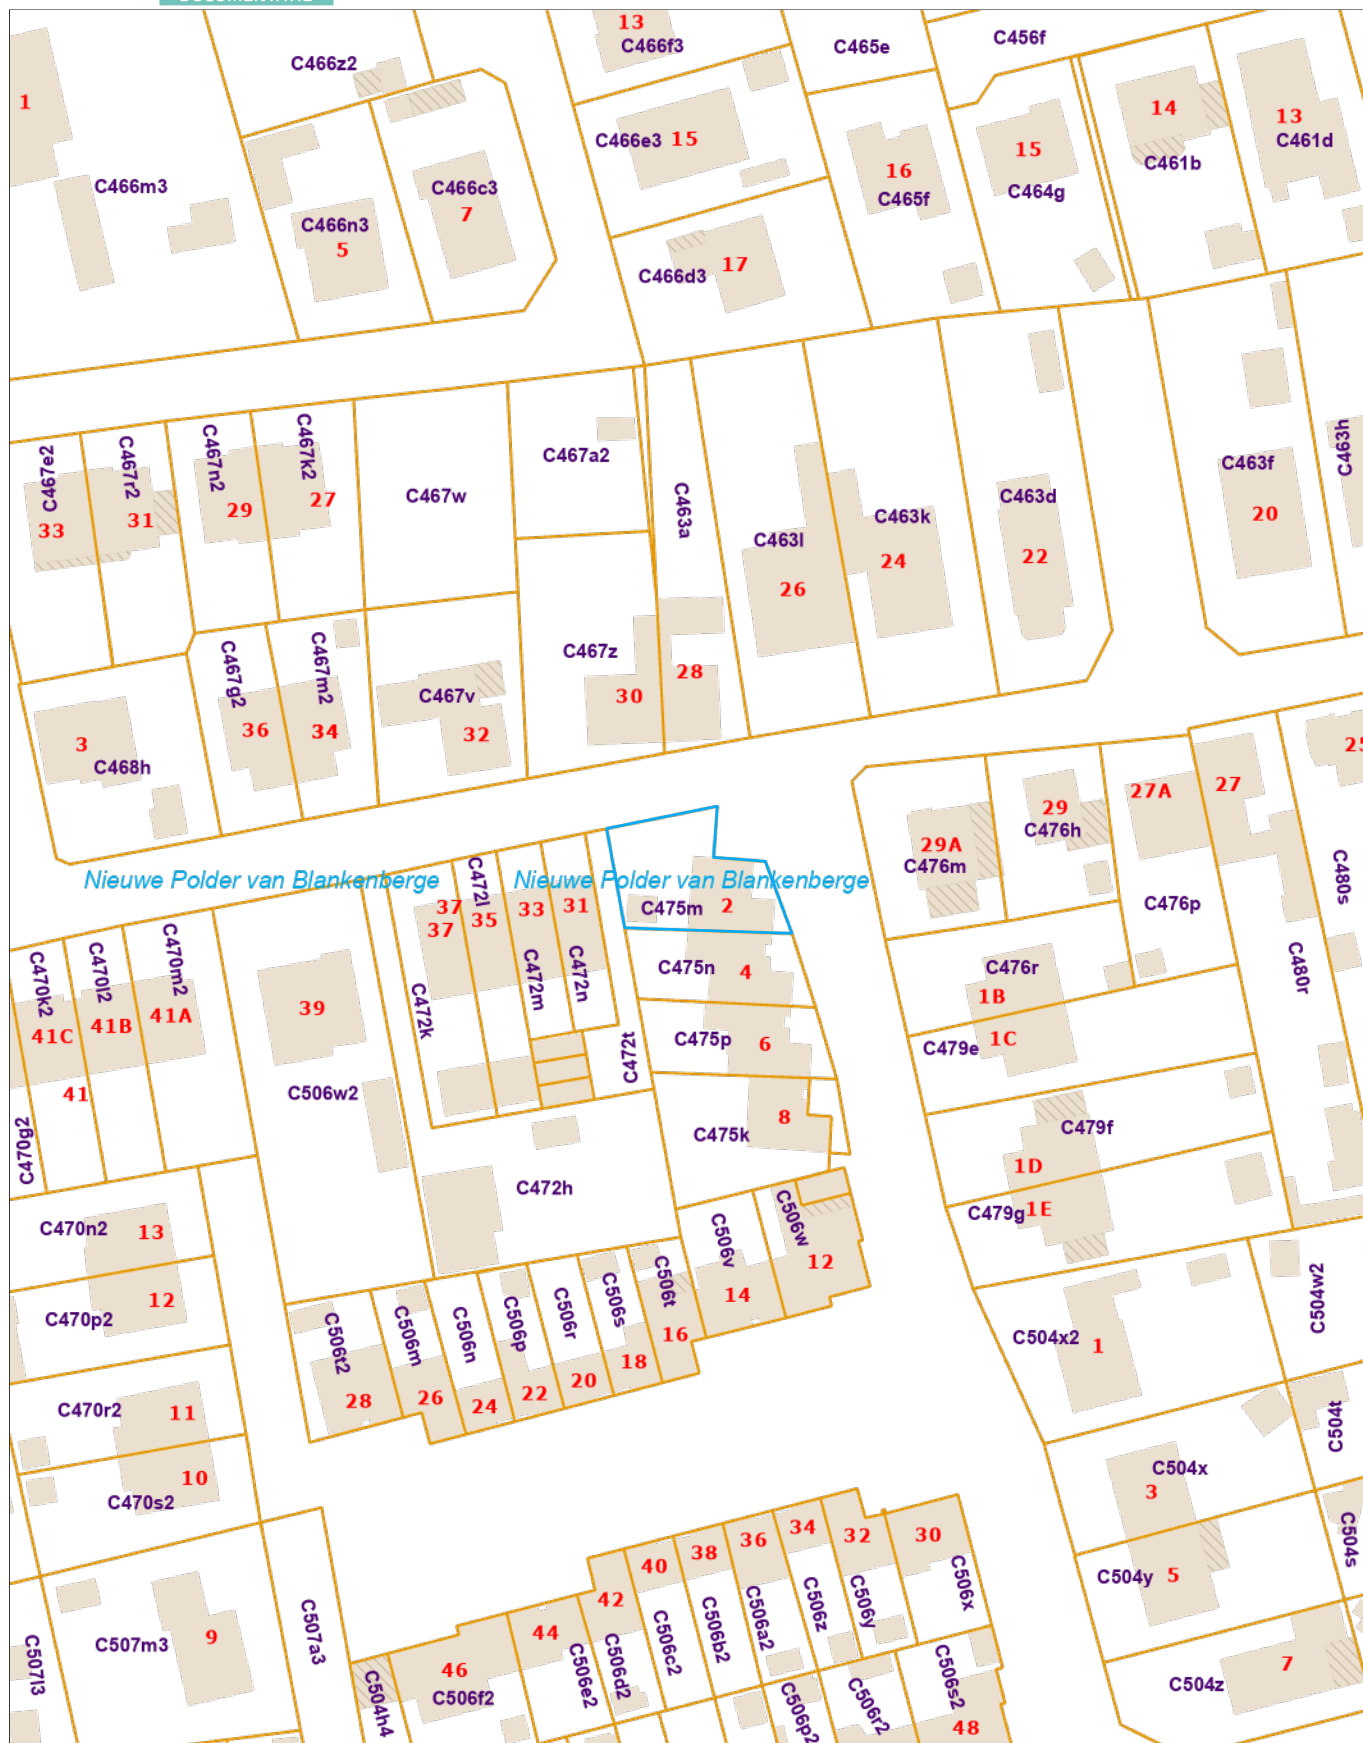 13
C466f3
C465e
C456f
C466z2
1
C466m3
C466e3 15
16
C465f
15
C464g
14
C461b
13
C461d
C466c3
7
C466n3
5
C466d3
17
C467e2
33
C467r2
31
C467n2
29
C467k2
27
C467w
C467a2
C463a
C463l
26
C463k
24
C463d
22
C463f
20
C463h
C467z
30
28
C467g2
36
C467m2
34
C467v
32
3
C468h
Nieuwe Polder van Blankenberge
Nieuwe Polder van Blankenberge
C472l
37
37
35
33
31
C475m
2
29A
C476m
29
C476h
27A
27
C476p
C480s
C480r
C470k2
C470l2
C470m2
41C
41B
41A
41
C470g2
39
C506w2
C472k
C472m
C472n
C472t
C475n
4
C475p
6
C475k
8
C476r
1B
1C
C479e
C479f
1D
1E
C479g
C472h
C470n2
13
12
C470p2
C506v
14
C506w
12
C504x2
1
C504w2
C506t2
28
C506m
26
C506n
24
C506p
22
C506r
20
C506s
18
C506t
16
C470r2
11
10
C470s2
C504x
3
C504t
C504y
5
C504s
C507l3
C507m3
9
C507a3
C504h4
46
C506f2
44
C506e2
42
C506d2
40
C506c2
38
C506b2
36
C506a2
34
C506z
32
C506y
30
C506x
C506p2
C506r2
C506s2
48
C504z
7